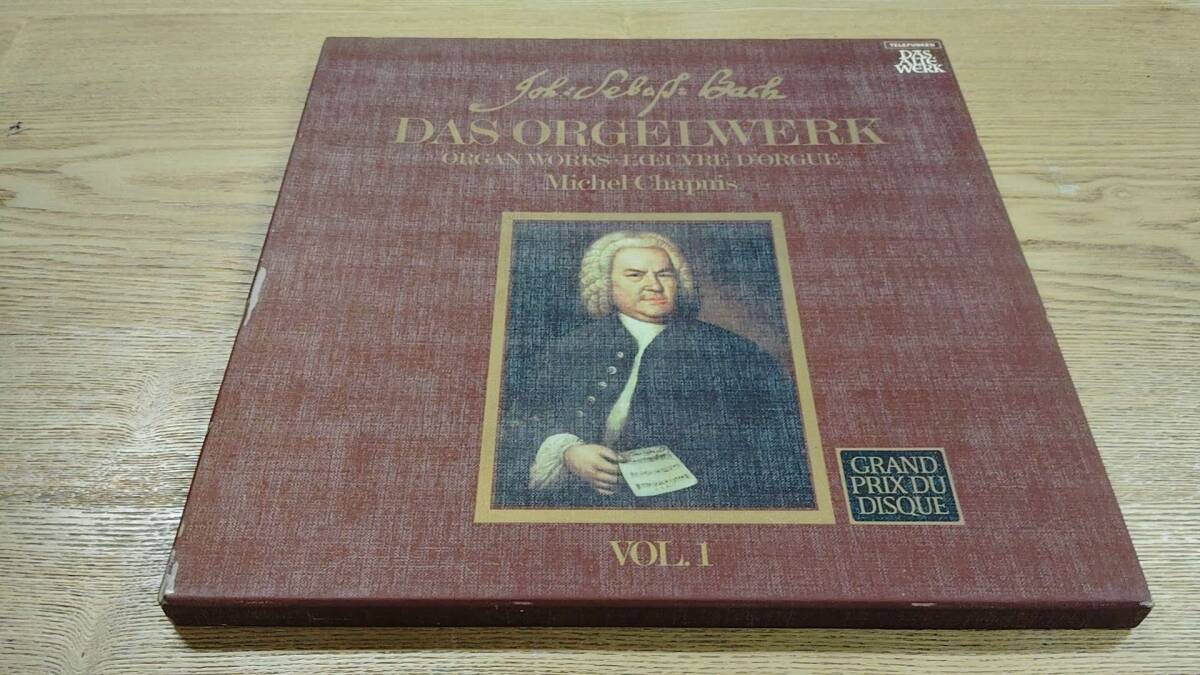 TELEFUNKEN
DAS
ALTE
WERK
Joh: Sebast: Bach
DAS ORGELWERK
ORGAN WORKS · L'ŒUVRE D'ORGUE
Michel Chapuis
GRAND
PRIX DU
DISQUE
VOL. 1